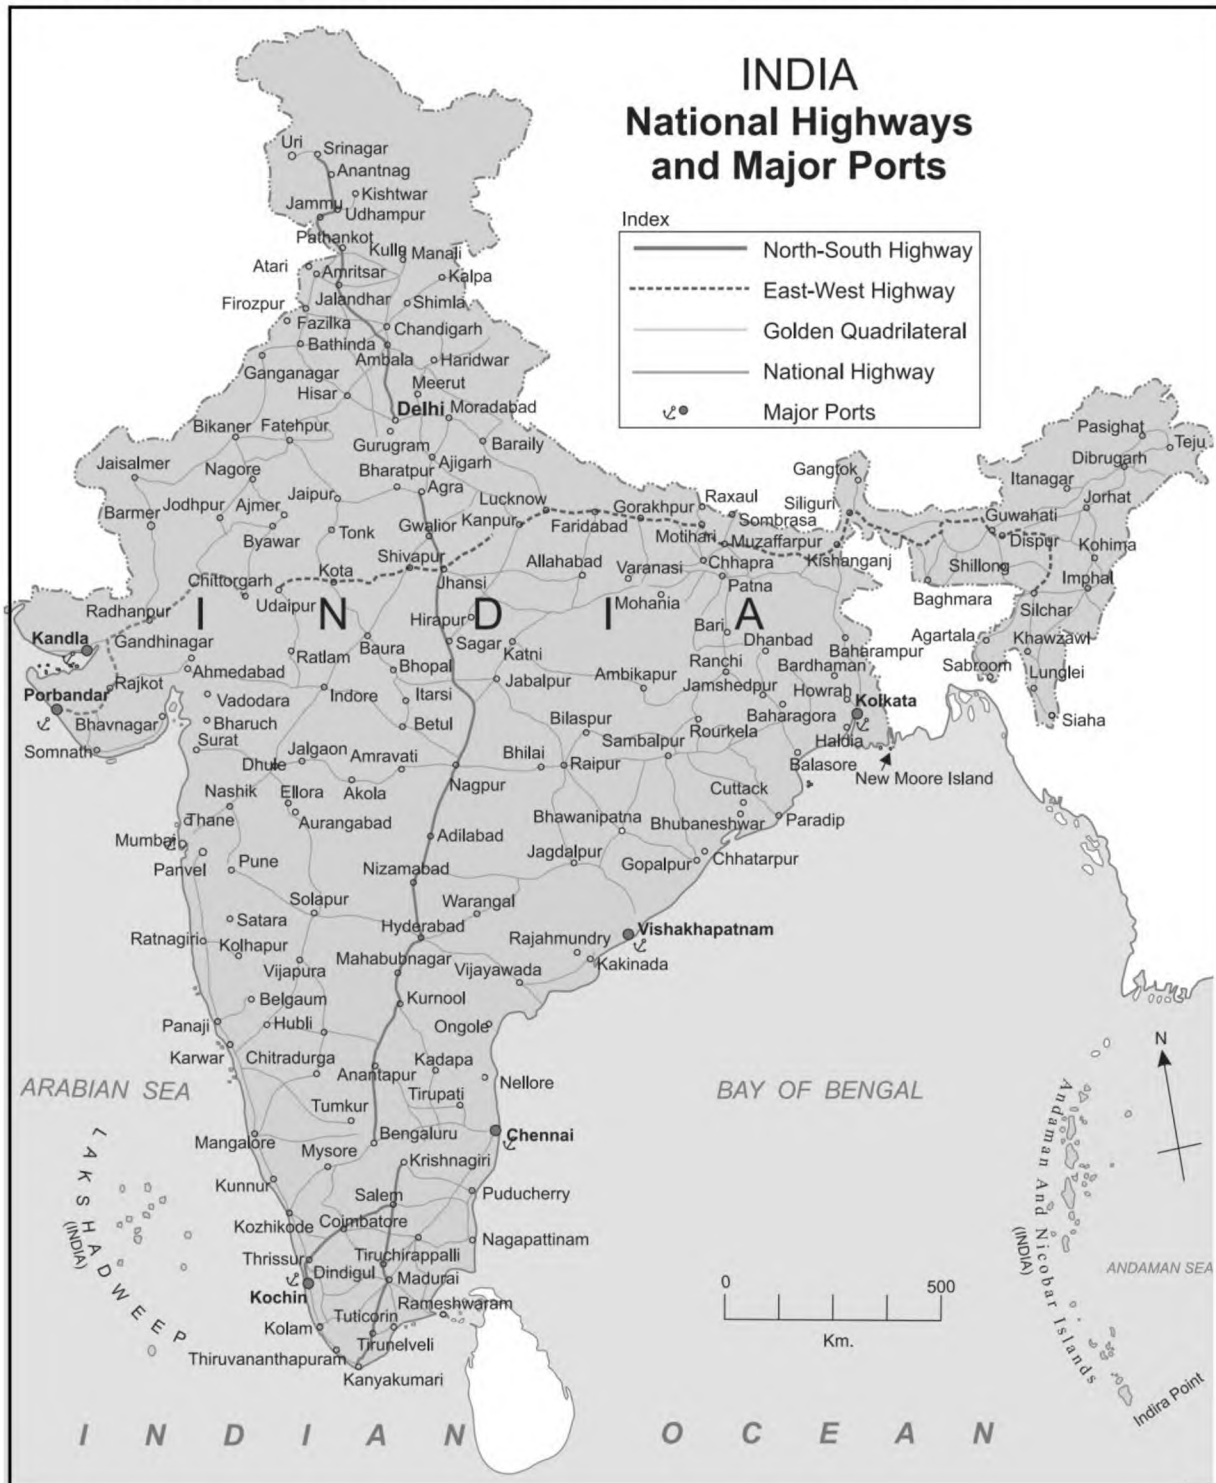 INDIA
National Highways
and Major Ports
Index
North-South Highway
East-West Highway
Golden Quadrilateral
National Highway
Major Ports
Uri
Srinagar
Anantnag
Kishtwar
Jammu
Udhampur
Pathankot
Kullo
Manali
Atari
Amritsar
Kalpa
Jalandhar
Shimla
Firozpur
Fazilka
Chandigarh
Bathinda
Ambala
Haridwar
Ganganagar
Meerut
Hisar
Delhi
Moradabad
Bikaner
Fatehpur
Gurugram
Baraily
Pasighat
Teju
Jaisalmer
Nagore
Bharatpur
Ajigarh
Gangtok
Dibrugarh
Itanagar
Jodhpur
Ajmer
Jaipur
Agra
Lucknow
Gorakhpur
Raxaul
Siliguri
Jorhat
Barmer
Byawar
Tonk
Gwalior
Kanpur
Faridabad
Sombrasa
Motihari
Muzaffarpur
Guwahati
Dispur
Kohima
Shivapur
Allahabad
Varanasi
Chhapra
Kishanganj
Shillong
Imphal
Chittorgarh
Kota
Jhansi
Patna
Baghmara
Silchar
Radhanpur
Udaipur
Mohania
I N D I A
Hirapur
Bari
Agartala
Khawzawl
Kandla
Gandhinagar
Baura
Sagar
Katni
Dhanbad
Baharampur
Sabroom
Lunglei
Ahmedabad
Ratlam
Bhopal
Ranchi
Bardhaman
Rajkot
Vadodara
Indore
Itarsi
Jabalpur
Ambikapur
Jamshedpur
Howrah
Kolkata
Siaha
Porbandar
Bhavnagar
Bharuch
Betul
Bilaspur
Baharagora
Haldia
Somnath
Surat
Jalgaon
Amravati
Bhilai
Sambalpur
Rourkela
Balasore
New Moore Island
Dhule
Nagpur
Raipur
Nashik
Ellora
Akola
Cuttack
Thane
Aurangabad
Adilabad
Bhawanipatna
Bhubaneshwar
Paradip
Mumbai
Panvel
Pune
Nizamabad
Jagdalpur
Gopalpur
Chhatarpur
Solapur
Warangal
Satara
Hyderabad
Rajahmundry
Vishakhapatnam
Ratnagiri
Kolhapur
Mahabubnagar
Vijayawada
Kakinada
Vijapura
Belgaum
Kurnool
Panaji
Hubli
Ongole
Karwar
Chitradurga
Kadapa
Anantapur
Nellore
ARABIAN SEA
BAY OF BENGAL
Tumkur
Tirupati
Mangalore
Bengaluru
Chennai
Mysore
Krishnagiri
Kunnur
Salem
Puducherry
Kozhikode
Coimbatore
Nagapattinam
Thrissur
Tiruchirappalli
Dindigul
Madurai
Kochin
Rameshwaram
Tuticorin
Kolam
Tirunelveli
Thiruvananthapuram
Kanyakumari
LAKSHADWEEP
(INDIA)
N
Andaman And Nicobar Islands
(INDIA)
ANDAMAN SEA
Indira Point
0 500
Km.
INDIAN OCEAN